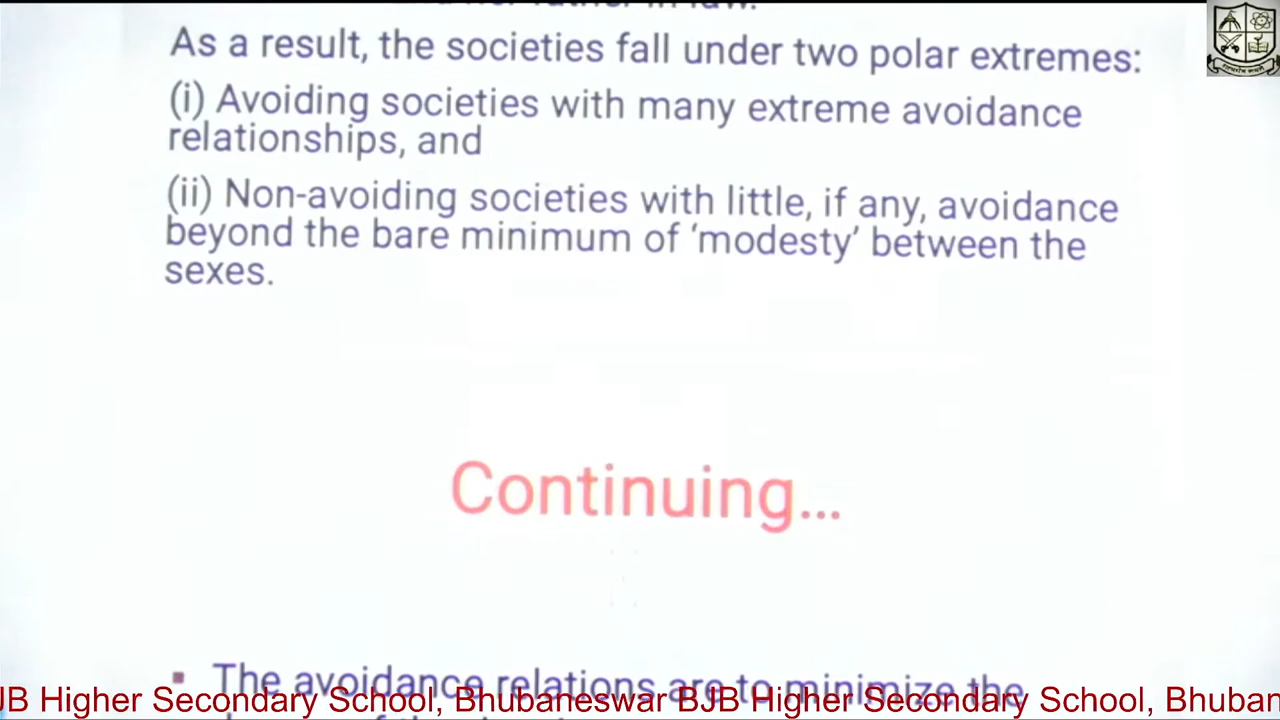 As a result, the societies fall under two polar extremes:
(i) Avoiding societies with many extreme avoidance
relationships, and
(ii) Non-avoiding societies with little, if any, avoidance
beyond the bare minimum of ‘modesty’ between the
sexes.
Continuing...
▪ The avoidance relations are to minimize the
JB Higher Secondary School, Bhubaneswar BJB Higher Secondary School, Bhuban